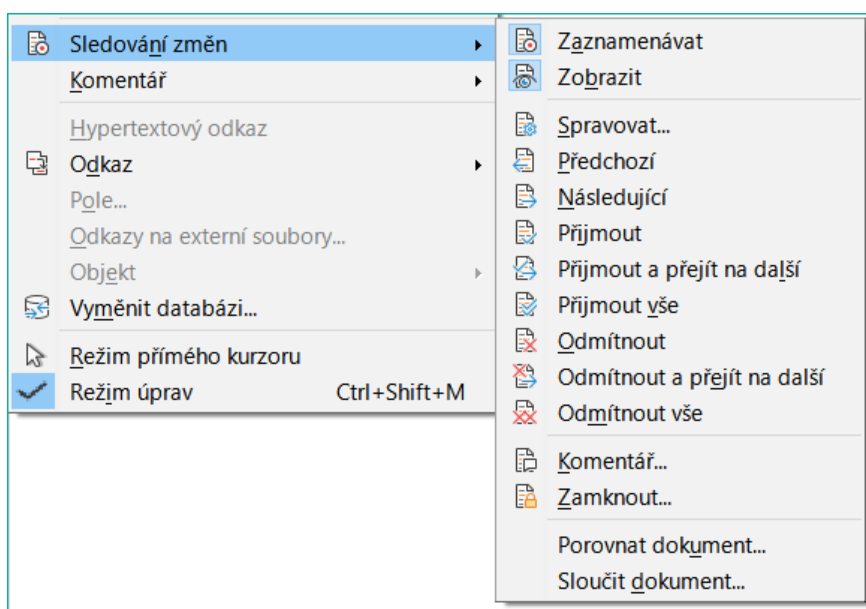 Sledování změn
Komentář
Hypertextový odkaz
Odkaz
Pole...
Odkazy na externí soubory...
Objekt
Vyměnit databázi...
Režim přímého kurzoru
Režim úprav Ctrl+Shift+M
Zaznamenávat
Zobrazit
Spravovat...
Předchozí
Následující
Přijmout
Přijmout a přejít na další
Přijmout vše
Odmítnout
Odmítnout a přejít na další
Odmítnout vše
Komentář...
Zamknout...
Porovnat dokument...
Sloučit dokument...